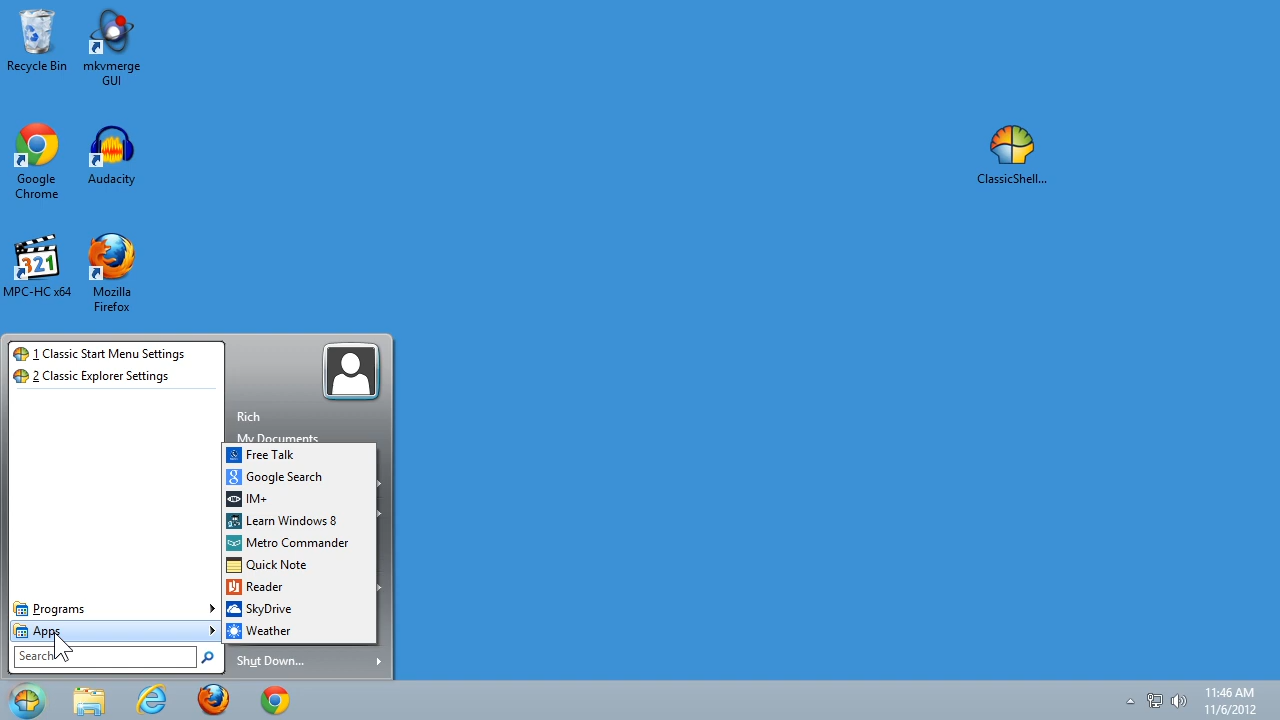 Recycle Bin
mkvmerge
GUI
Google
Chrome
Audacity
ClassicShell...
321
MPC-HC x64
Mozilla
Firefox
1 Classic Start Menu Settings
2 Classic Explorer Settings
Rich
My Documents
Free Talk
Google Search
IM+
Learn Windows 8
Metro Commander
Quick Note
Reader
SkyDrive
Weather
Programs
Apps
Search
Shut Down...
11:46 AM
11/6/2012